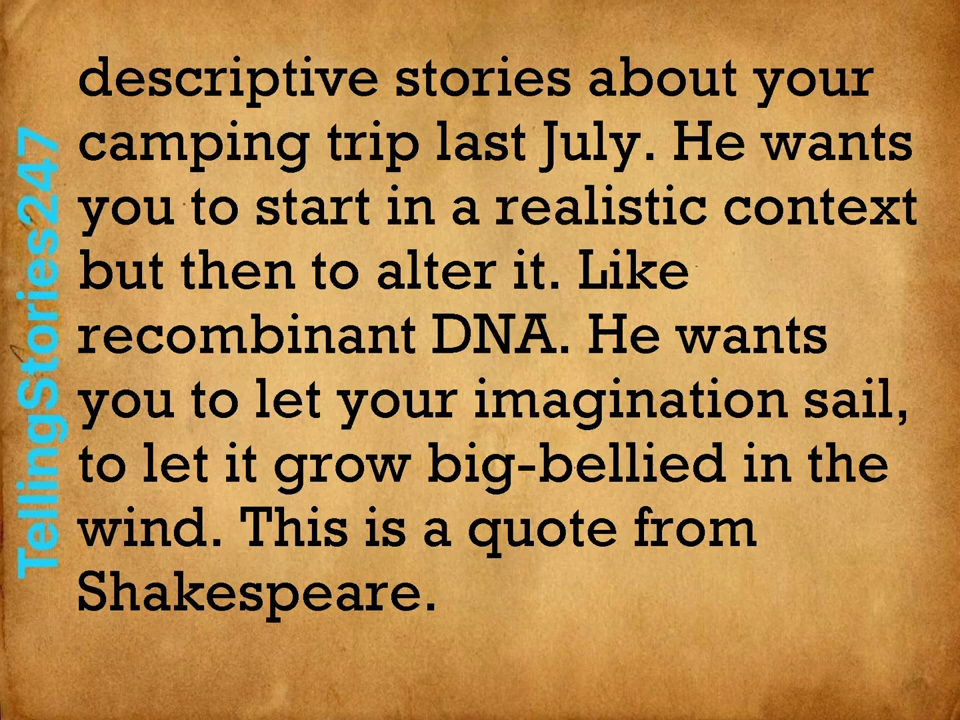 descriptive stories about your
camping trip last July. He wants
you to start in a realistic context
but then to alter it. Like
recombinant DNA. He wants
you to let your imagination sail,
to let it grow big-bellied in the
wind. This is a quote from
Shakespeare.
TellingStories247